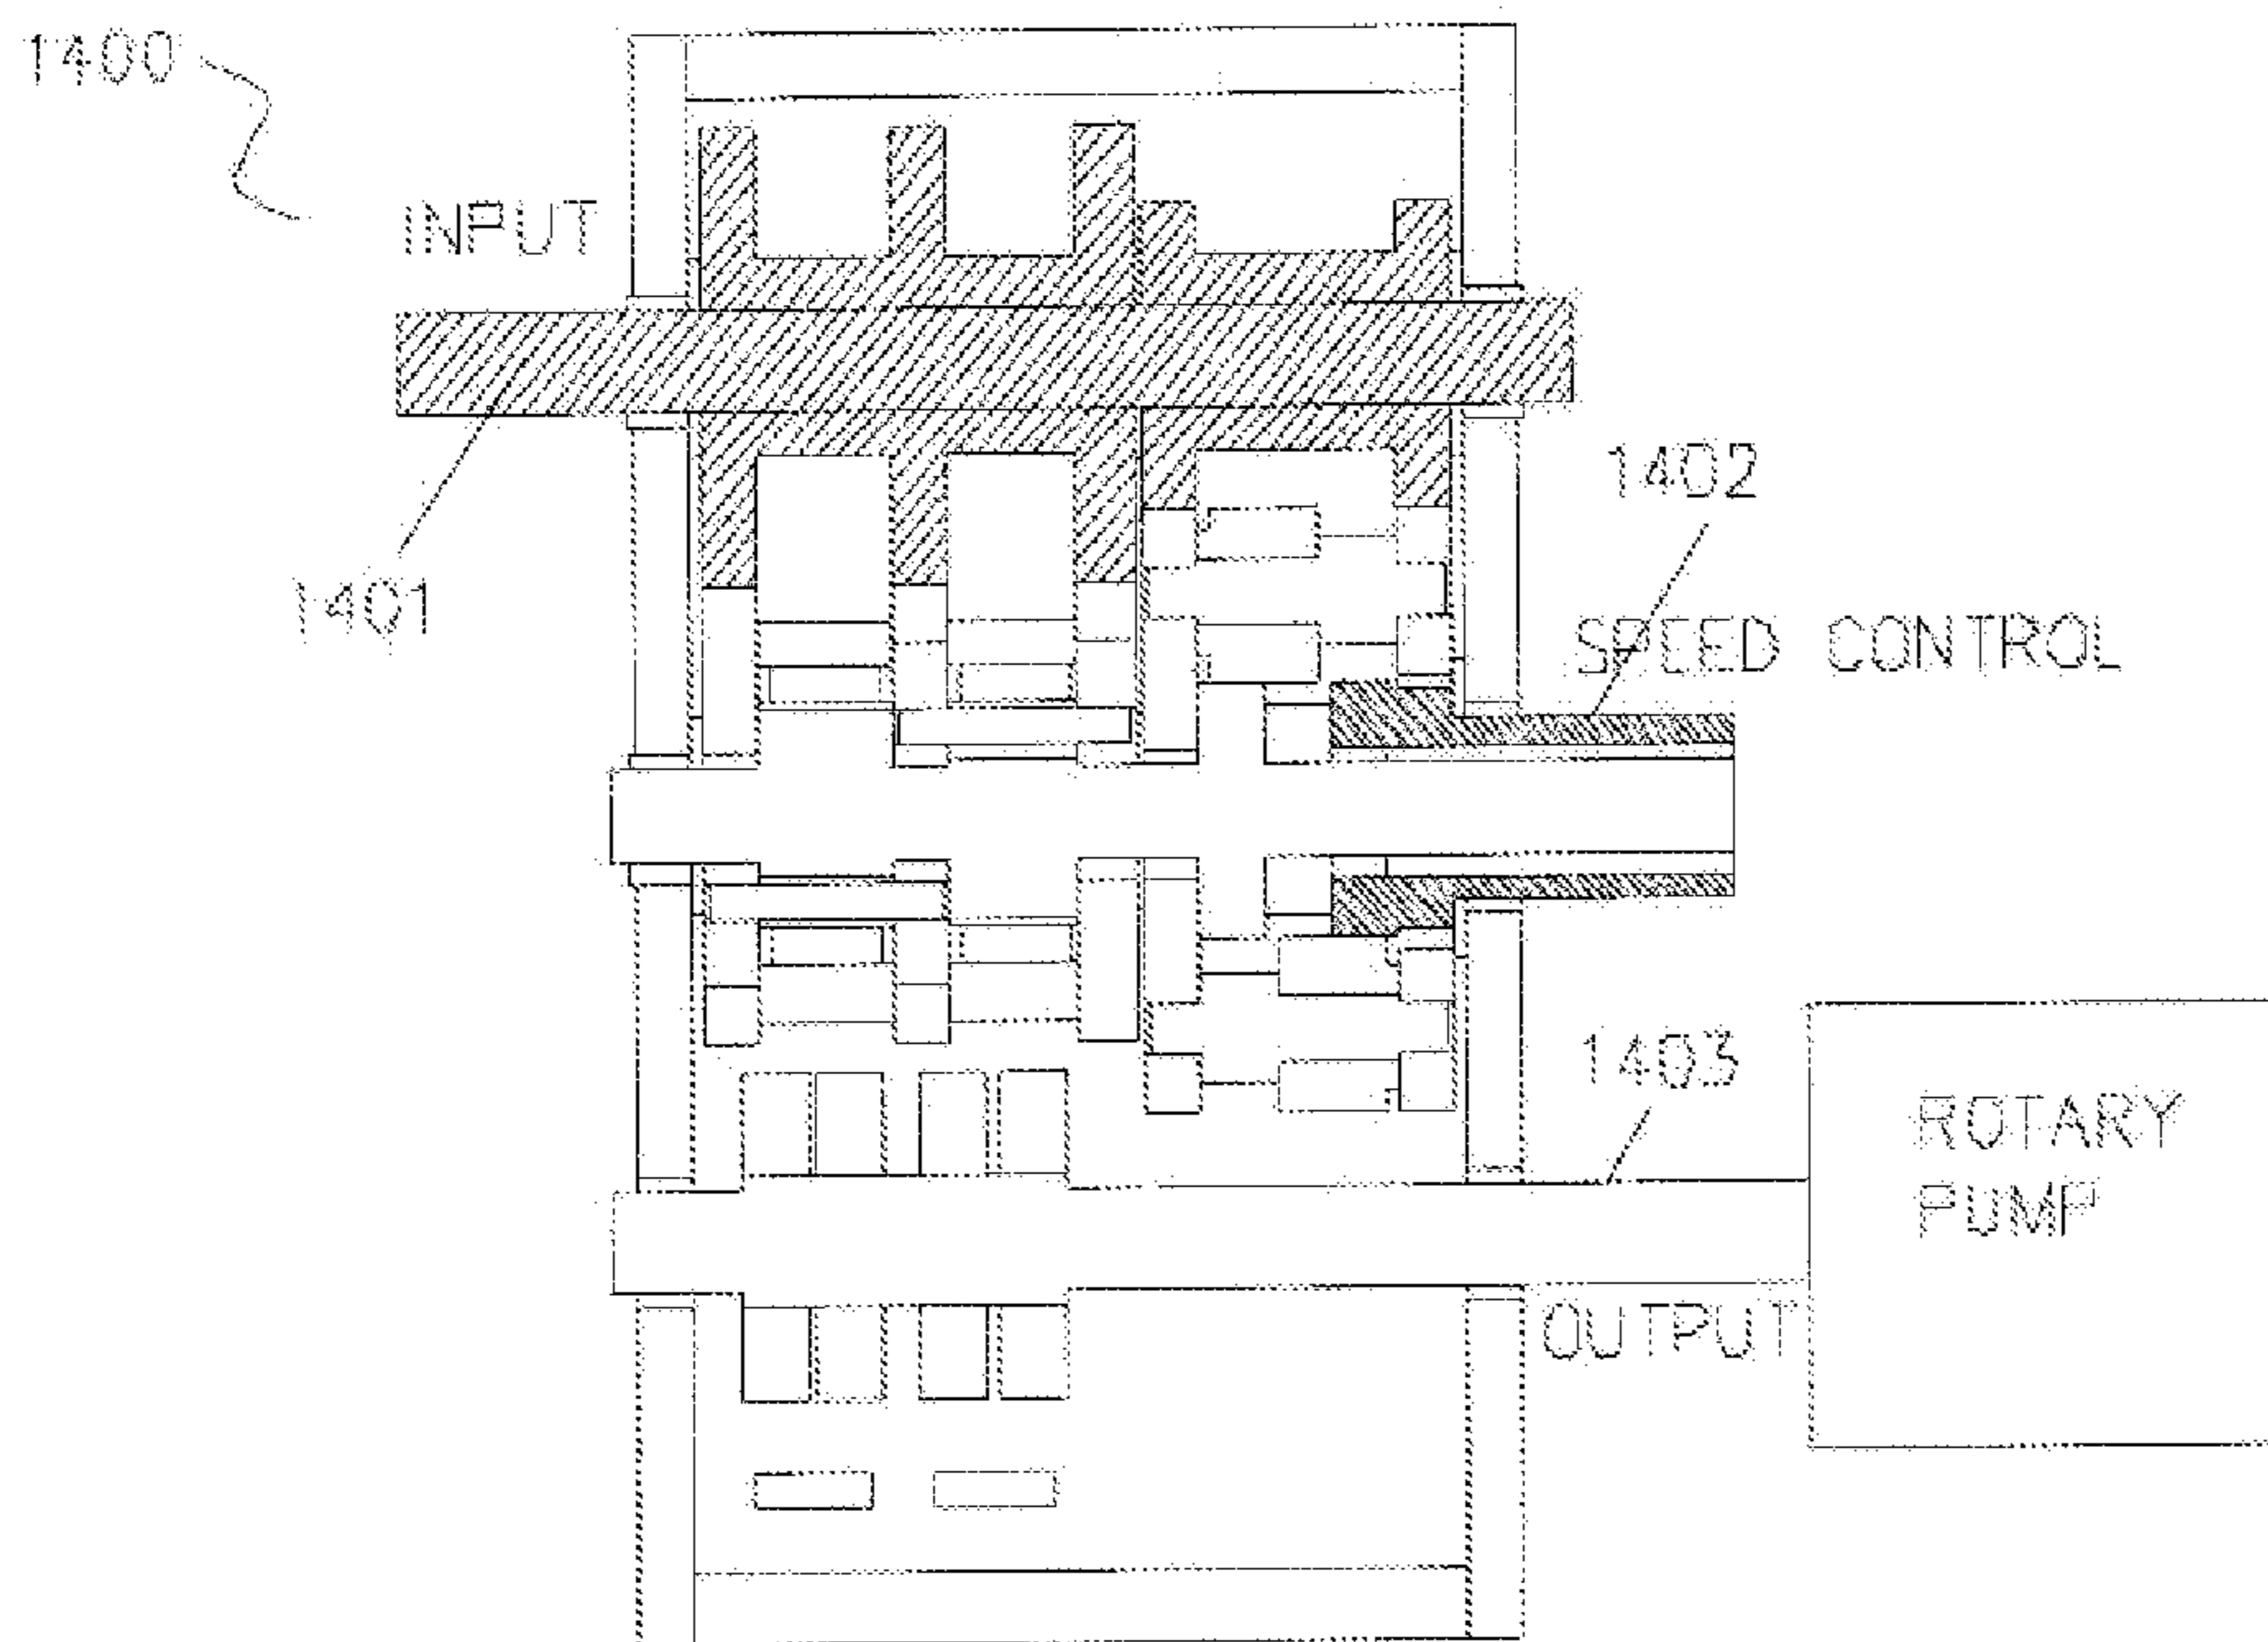 1400
INPUT
1401
1402
SPEED CONTROL
1403
ROTARY
PUMP
OUTPUT